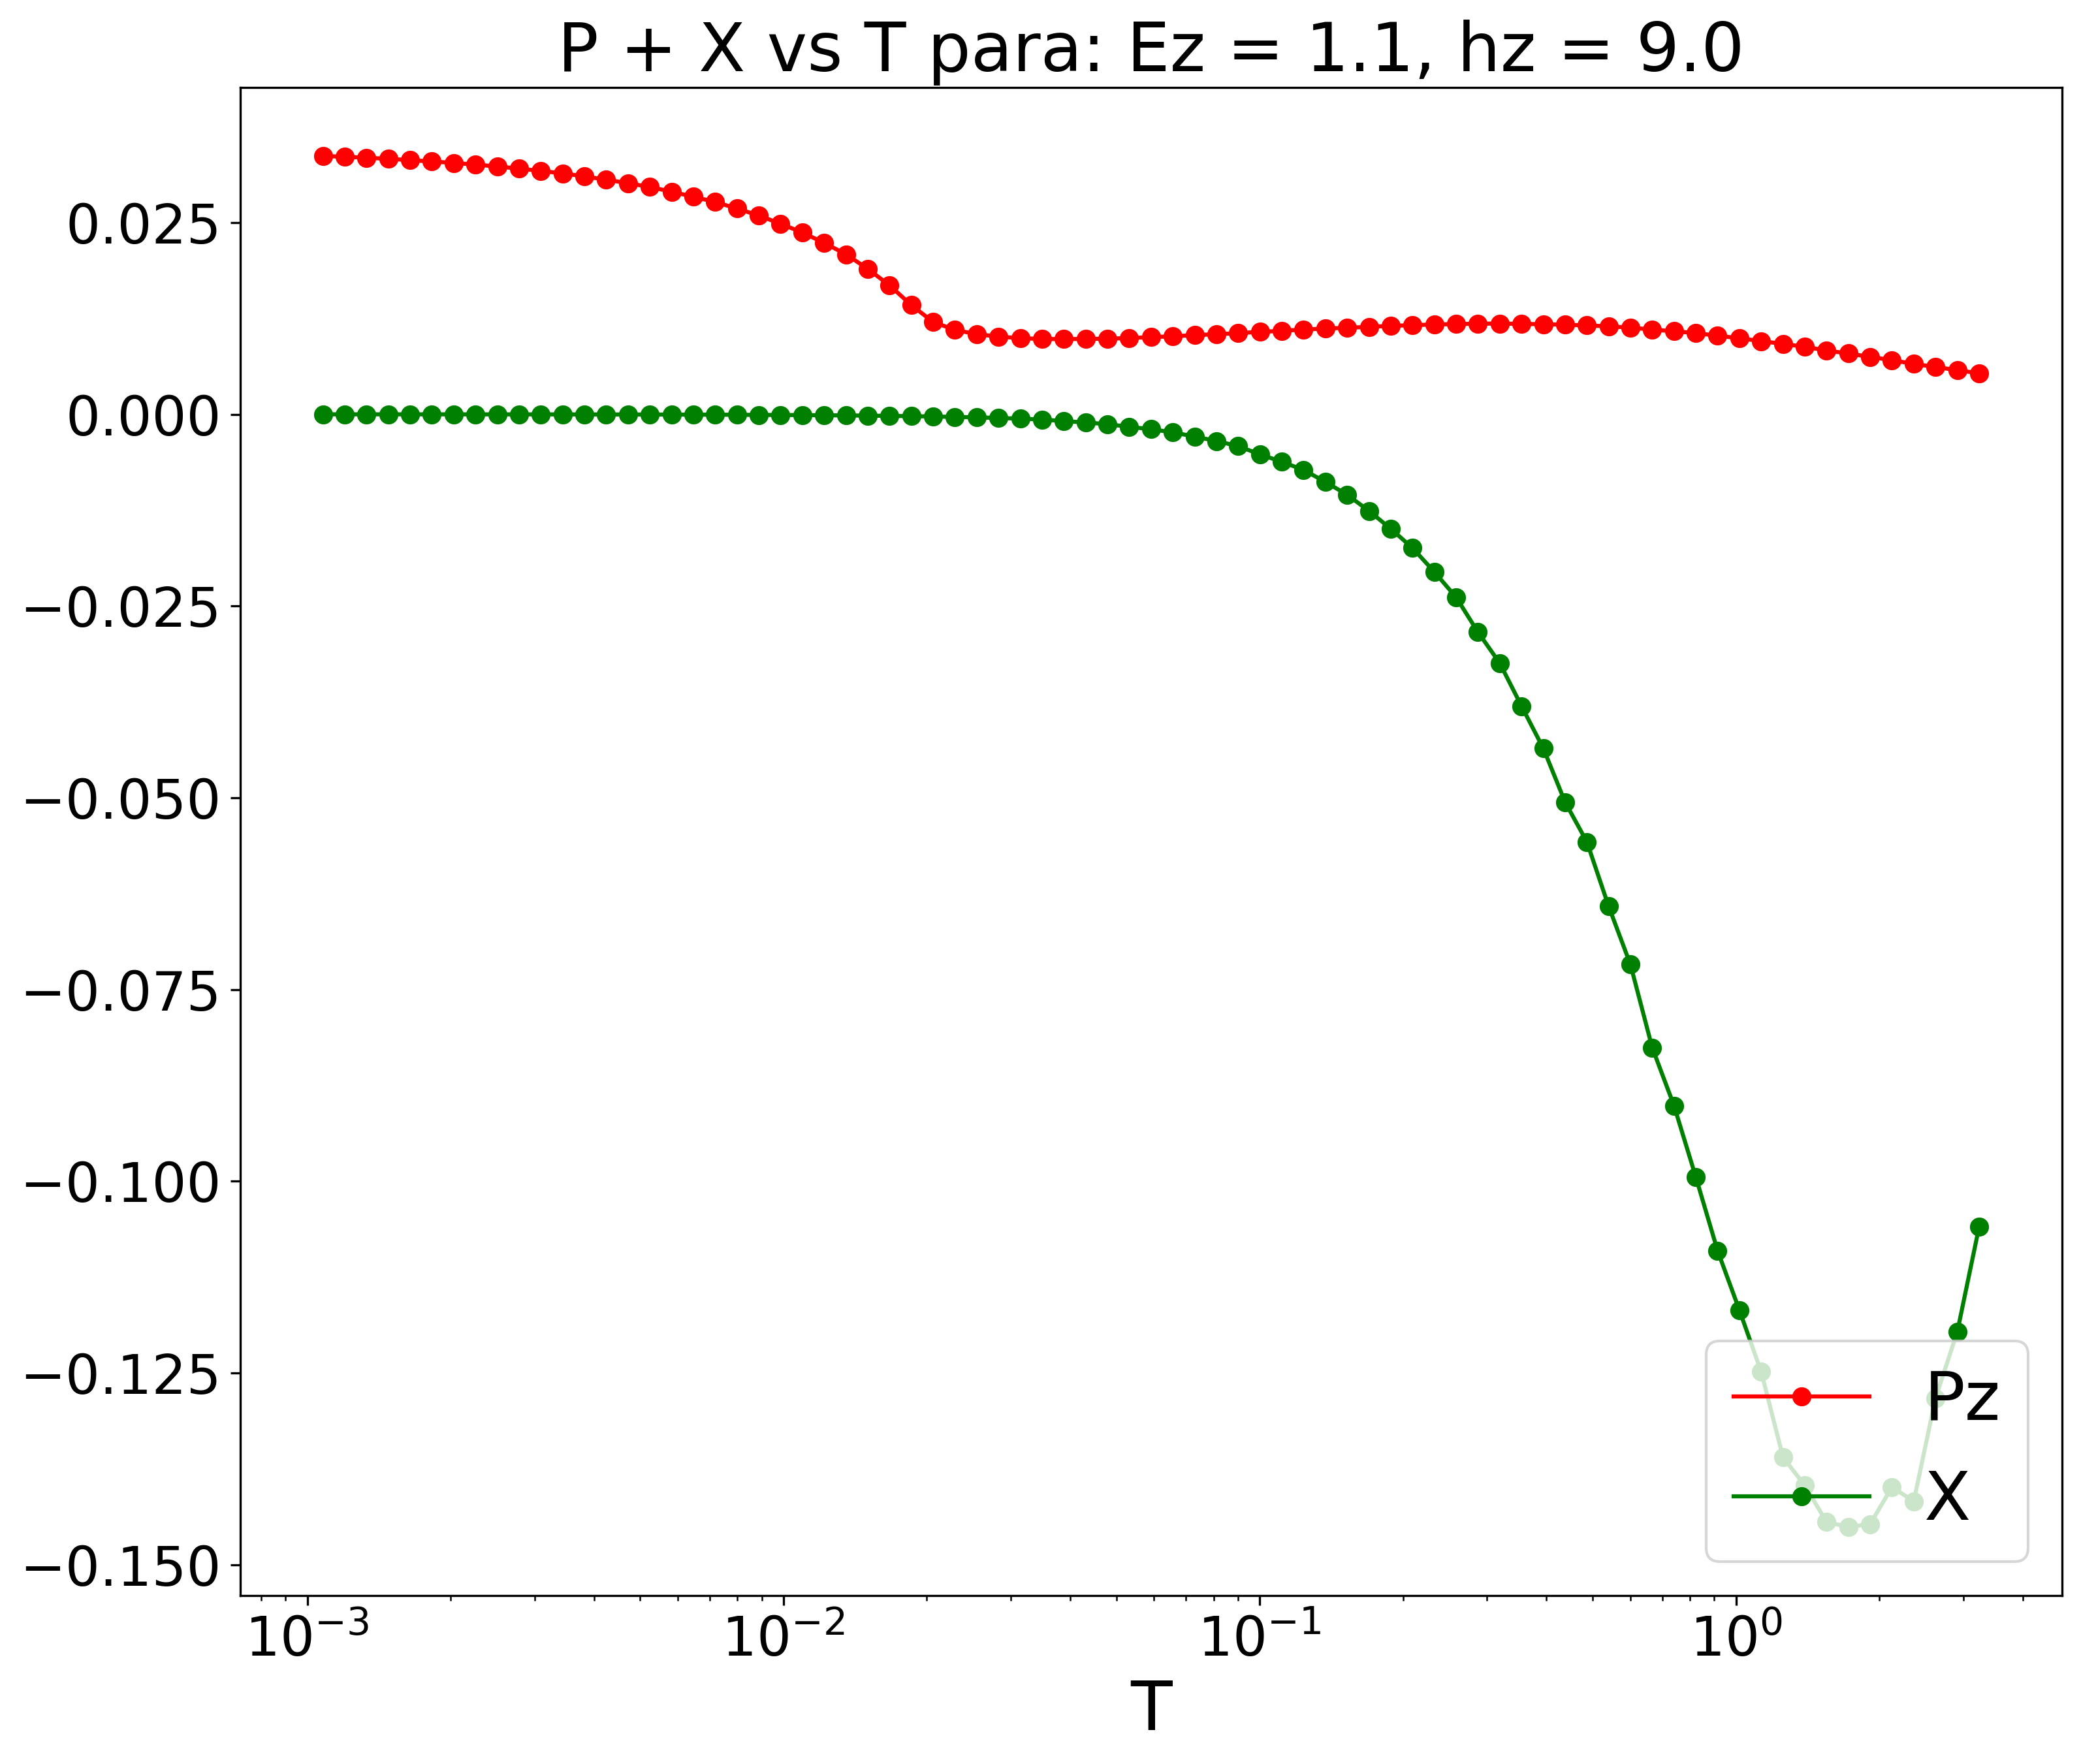 P + X vs T para: Ez = 1.1, hz = 9.0
0.025
0.000
−0.025
−0.050
−0.075
−0.100
−0.125
−0.150
Pz
X
10⁻³ 10⁻² 10⁻¹ 10⁰
T